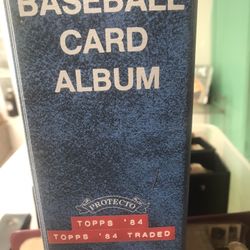 BASEBALL
CARD
ALBUM
PROTECTO
TOPPS '84
TOPPS '84 TRADED